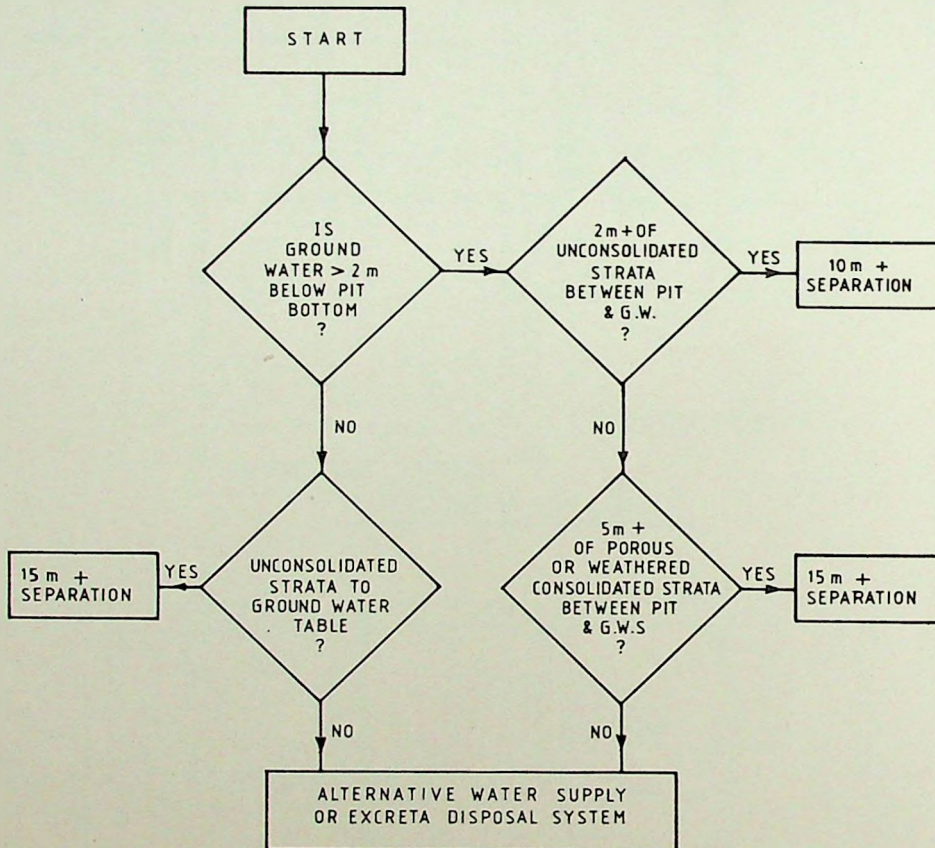 START
IS
GROUND
WATER > 2 m
BELOW PIT
BOTTOM
?
YES
2m+ OF
UNCONSOLIDATED
STRATA
BETWEEN PIT
& G.W.
?
YES
10 m +
SEPARATION
NO
NO
15 m +
SEPARATION
YES
UNCONSOLIDATED
STRATA TO
GROUND WATER
TABLE
?
5m +
OF POROUS
OR WEATHERED
CONSOLIDATED STRATA
BETWEEN PIT
& G.W.S
?
YES
15 m +
SEPARATION
NO
NO
ALTERNATIVE WATER SUPPLY
OR EXCRETA DISPOSAL SYSTEM